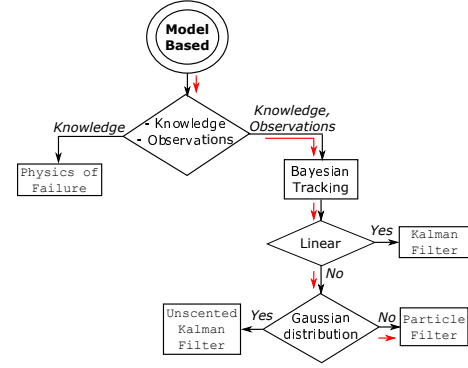 Model
Based
- Knowledge
- Observations
Knowledge
Knowledge,
Observations
Physics of
Failure
Bayesian
Tracking
Linear
Yes
Kalman
Filter
No
Gaussian
distribution
Yes
Unscented
Kalman
Filter
No
Particle
Filter